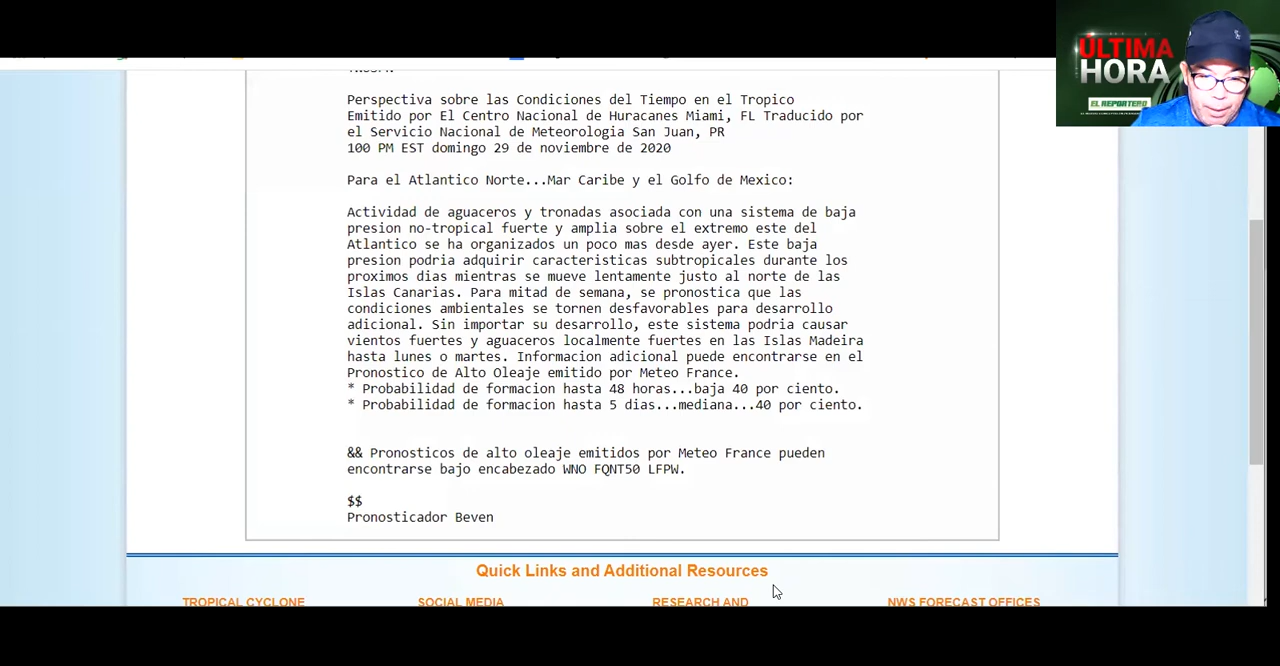 ÚLTIMA
HORA
EL REPORTERO
Perspectiva sobre las Condiciones del Tiempo en el Tropico
Emitido por El Centro Nacional de Huracanes Miami, FL Traducido por
el Servicio Nacional de Meteorologia San Juan, PR
100 PM EST domingo 29 de noviembre de 2020
Para el Atlantico Norte...Mar Caribe y el Golfo de Mexico:
Actividad de aguaceros y tronadas asociada con una sistema de baja
presion no-tropical fuerte y amplia sobre el extremo este del
Atlantico se ha organizados un poco mas desde ayer. Este baja
presion podria adquirir caracteristicas subtropicales durante los
proximos dias mientras se mueve lentamente justo al norte de las
Islas Canarias. Para mitad de semana, se pronostica que las
condiciones ambientales se tornen desfavorables para desarrollo
adicional. Sin importar su desarrollo, este sistema podria causar
vientos fuertes y aguaceros localmente fuertes en las Islas Madeira
hasta lunes o martes. Informacion adicional puede encontrarse en el
Pronostico de Alto Oleaje emitido por Meteo France.
* Probabilidad de formacion hasta 48 horas...baja 40 por ciento.
* Probabilidad de formacion hasta 5 dias...mediana...40 por ciento.
&& Pronosticos de alto oleaje emitidos por Meteo France pueden
encontrarse bajo encabezado WNO FQNT50 LFPW.
$$
Pronosticador Beven
Quick Links and Additional Resources
TROPICAL CYCLONE SOCIAL MEDIA RESEARCH AND NWS FORECAST OFFICES